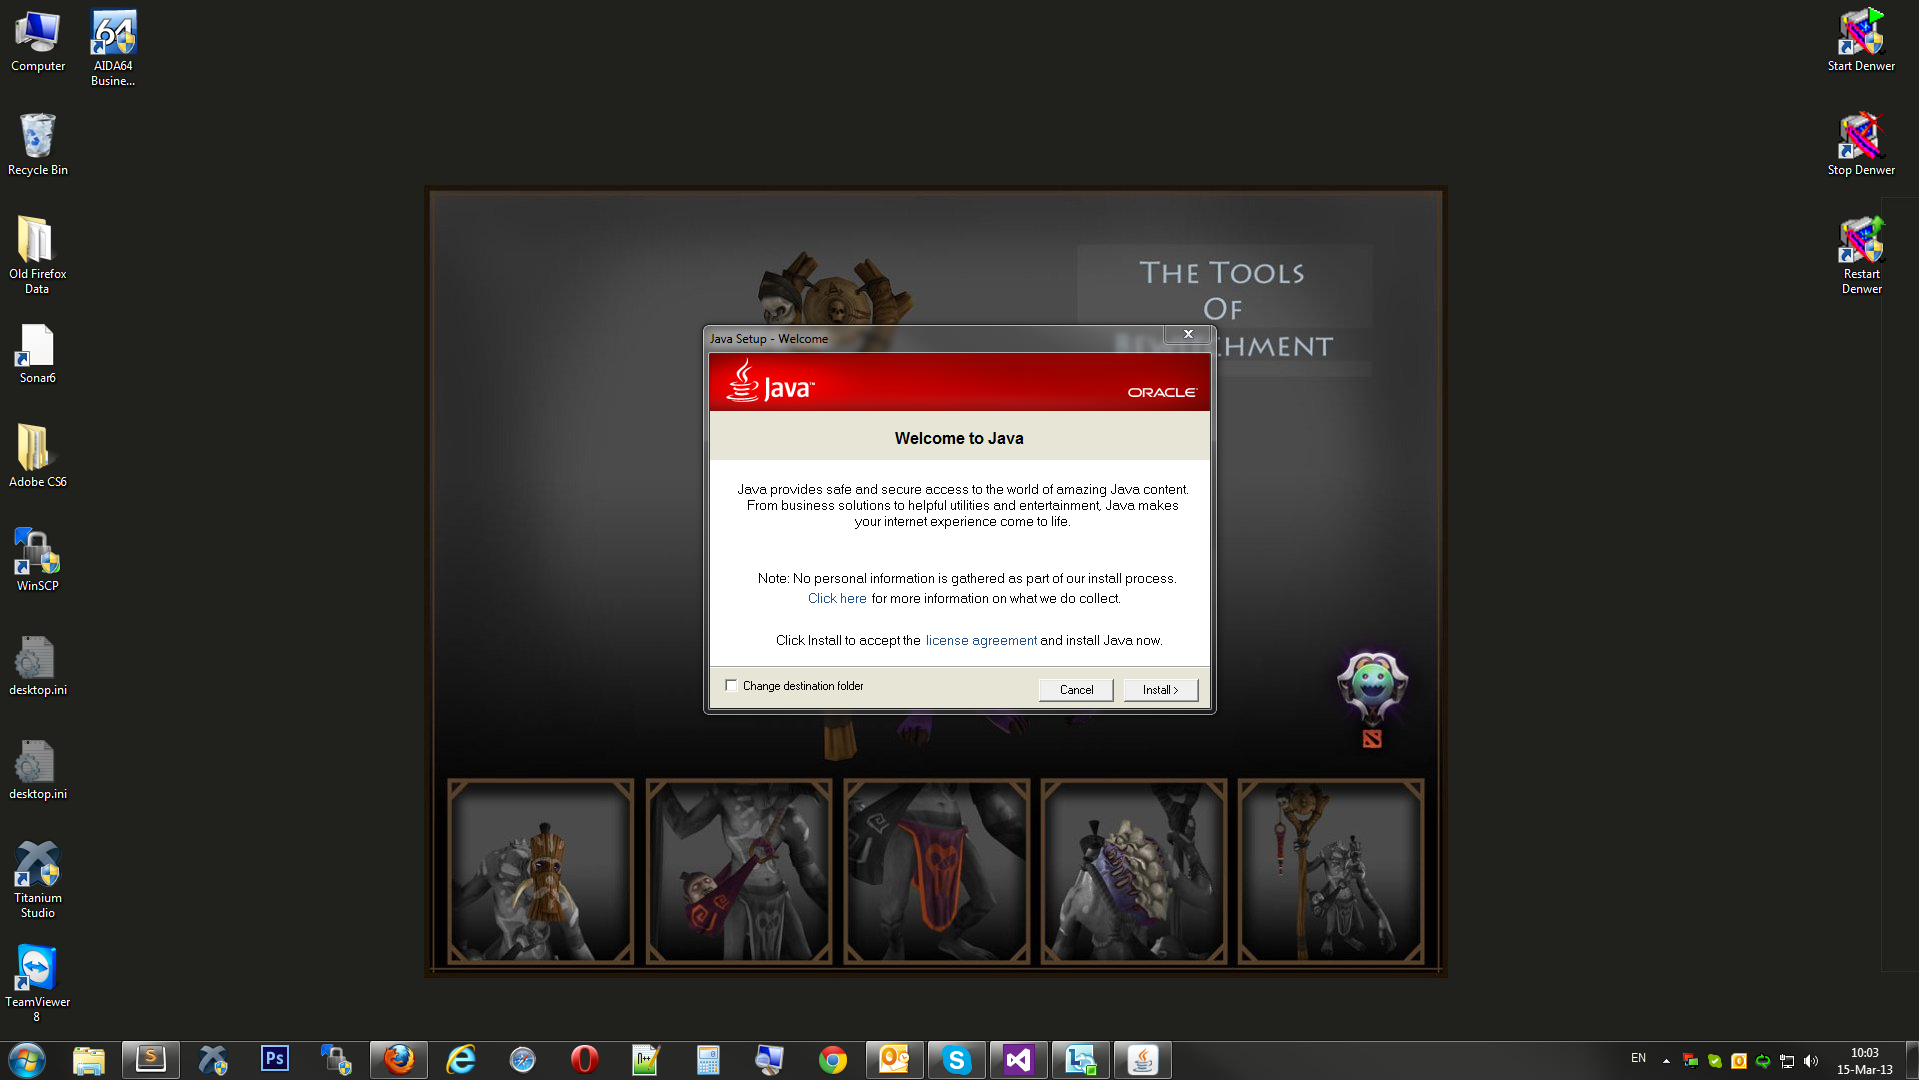 Computer
AIDA64
Busine...
Recycle Bin
Old Firefox
Data
Sonar6
Adobe CS6
WinSCP
desktop.ini
desktop.ini
Titanium
Studio
TeamViewer
8
Start Denwer
Stop Denwer
Restart
Denwer
THE TOOLS
OF
Java Setup - Welcome
Java™
ORACLE
Welcome to Java
Java provides safe and secure access to the world of amazing Java content.
From business solutions to helpful utilities and entertainment, Java makes
your internet experience come to life.
Note: No personal information is gathered as part of our install process.
Click here for more information on what we do collect.
Click Install to accept the license agreement and install Java now.
Change destination folder
Cancel
Install >
64
Ps
EN
10:03
15-Mar-13